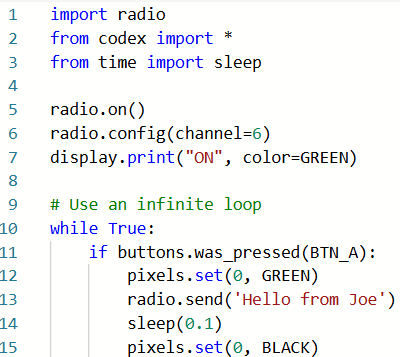 1 import radio
2 from codex import *
3 from time import sleep
4
5 radio.on()
6 radio.config(channel=6)
7 display.print("ON", color=GREEN)
8
9 # Use an infinite loop
10 while True:
11     if buttons.was_pressed(BTN_A):
12         pixels.set(0, GREEN)
13         radio.send('Hello from Joe')
14         sleep(0.1)
15         pixels.set(0, BLACK)